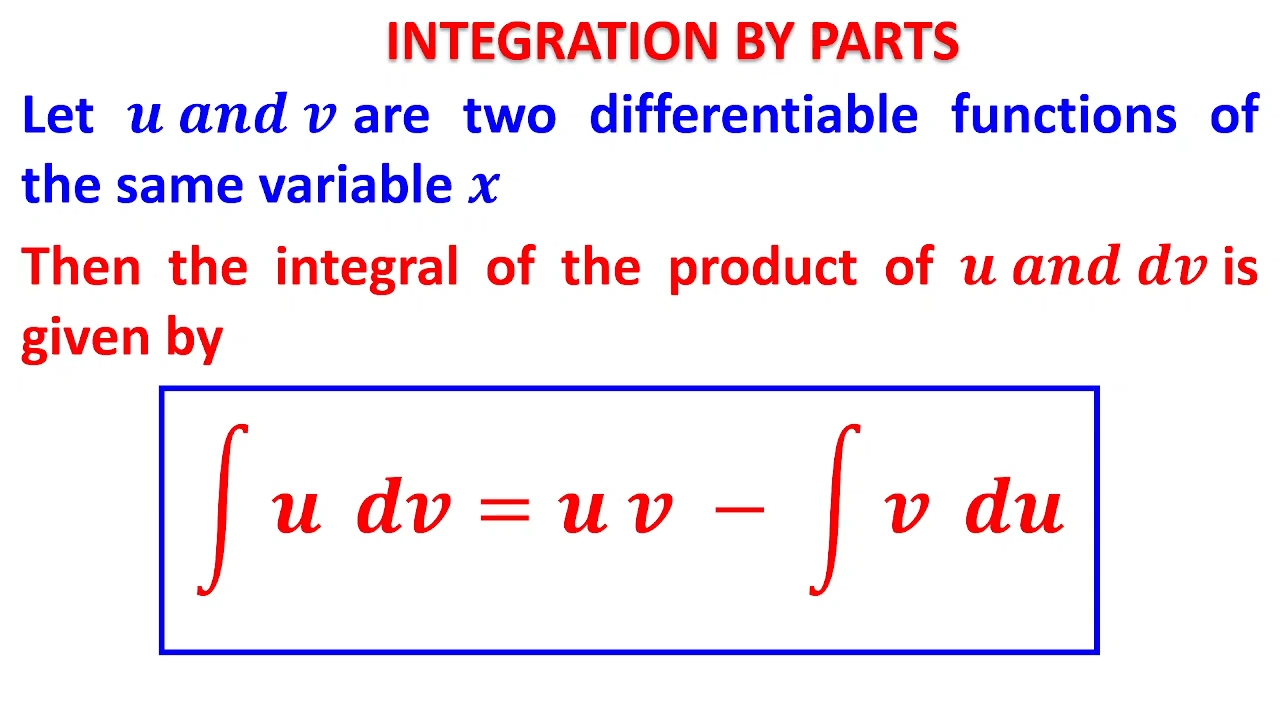 INTEGRATION BY PARTS
Let u and v are two differentiable functions of
the same variable x
Then the integral of the product of u and dv is
given by
∫ u dv = u v − ∫ v du